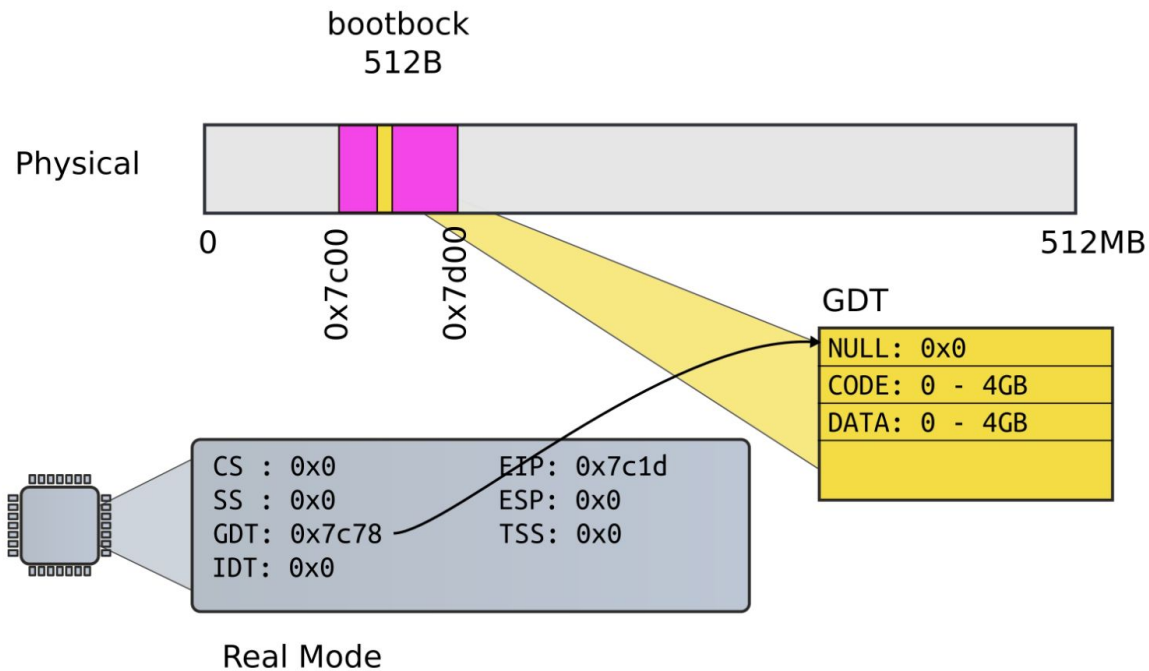 bootbock
512B
Physical
0
0x7c00
0x7d00
512MB
GDT
NULL: 0x0
CODE: 0 - 4GB
DATA: 0 - 4GB
CS : 0x0 EIP: 0x7c1d
SS : 0x0 ESP: 0x0
GDT: 0x7c78 TSS: 0x0
IDT: 0x0
Real Mode